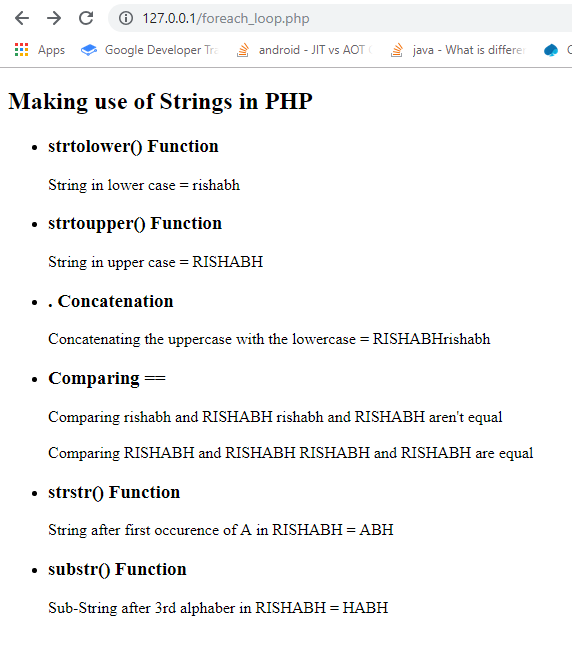 127.0.0.1/foreach_loop.php
Apps Google Developer Tra android - JIT vs AOT java - What is differe
Making use of Strings in PHP
• strtolower() Function
String in lower case = rishabh
• strtoupper() Function
String in upper case = RISHABH
• . Concatenation
Concatenating the uppercase with the lowercase = RISHABHrishabh
• Comparing ==
Comparing rishabh and RISHABH rishabh and RISHABH aren't equal
Comparing RISHABH and RISHABH RISHABH and RISHABH are equal
• strstr() Function
String after first occurence of A in RISHABH = ABH
• substr() Function
Sub-String after 3rd alphaber in RISHABH = HABH